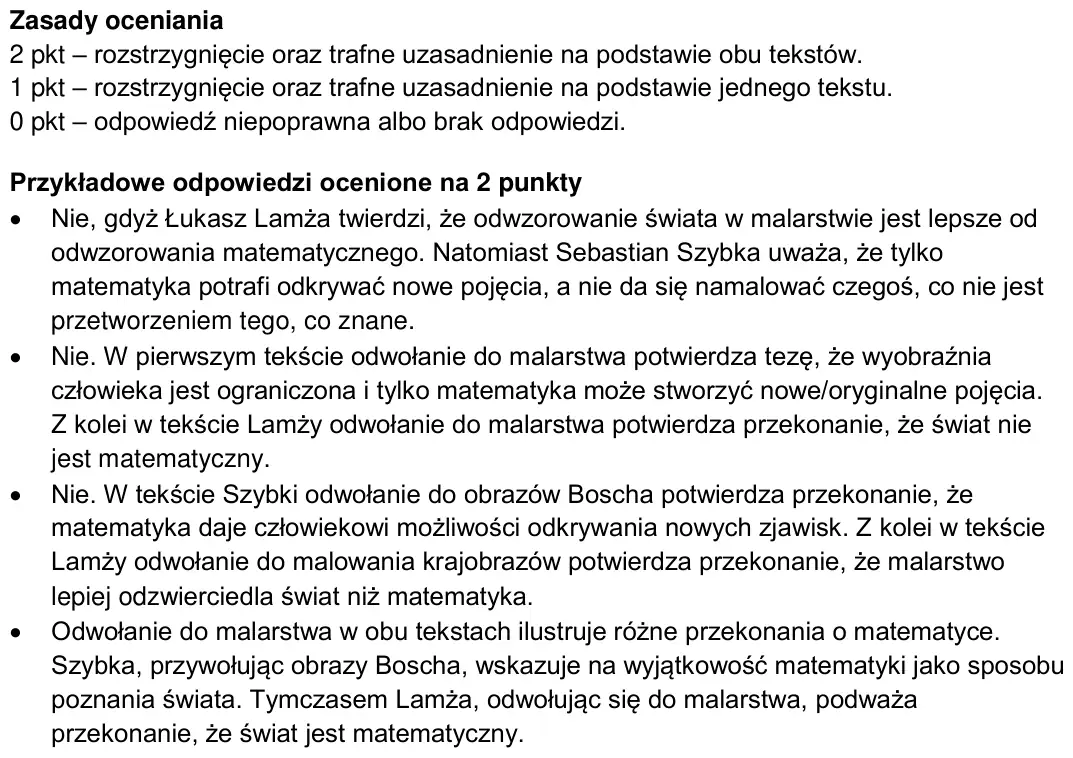 Zasady oceniania
2 pkt – rozstrzygnięcie oraz trafne uzasadnienie na podstawie obu tekstów.
1 pkt – rozstrzygnięcie oraz trafne uzasadnienie na podstawie jednego tekstu.
0 pkt – odpowiedź niepoprawna albo brak odpowiedzi.
Przykładowe odpowiedzi ocenione na 2 punkty
• Nie, gdyż Łukasz Lamża twierdzi, że odwzorowanie świata w malarstwie jest lepsze od
odwzorowania matematycznego. Natomiast Sebastian Szybka uważa, że tylko
matematyka potrafi odkrywać nowe pojęcia, a nie da się namalować czegoś, co nie jest
przetworzeniem tego, co znane.
• Nie. W pierwszym tekście odwołanie do malarstwa potwierdza tezę, że wyobraźnia
człowieka jest ograniczona i tylko matematyka może stworzyć nowe/oryginalne pojęcia.
Z kolei w tekście Lamży odwołanie do malarstwa potwierdza przekonanie, że świat nie
jest matematyczny.
• Nie. W tekście Szybki odwołanie do obrazów Boscha potwierdza przekonanie, że
matematyka daje człowiekowi możliwości odkrywania nowych zjawisk. Z kolei w tekście
Lamży odwołanie do malowania krajobrazów potwierdza przekonanie, że malarstwo
lepiej odzwierciedla świat niż matematyka.
• Odwołanie do malarstwa w obu tekstach ilustruje różne przekonania o matematyce.
Szybka, przywołując obrazy Boscha, wskazuje na wyjątkowość matematyki jako sposobu
poznania świata. Tymczasem Lamża, odwołując się do malarstwa, podważa
przekonanie, że świat jest matematyczny.